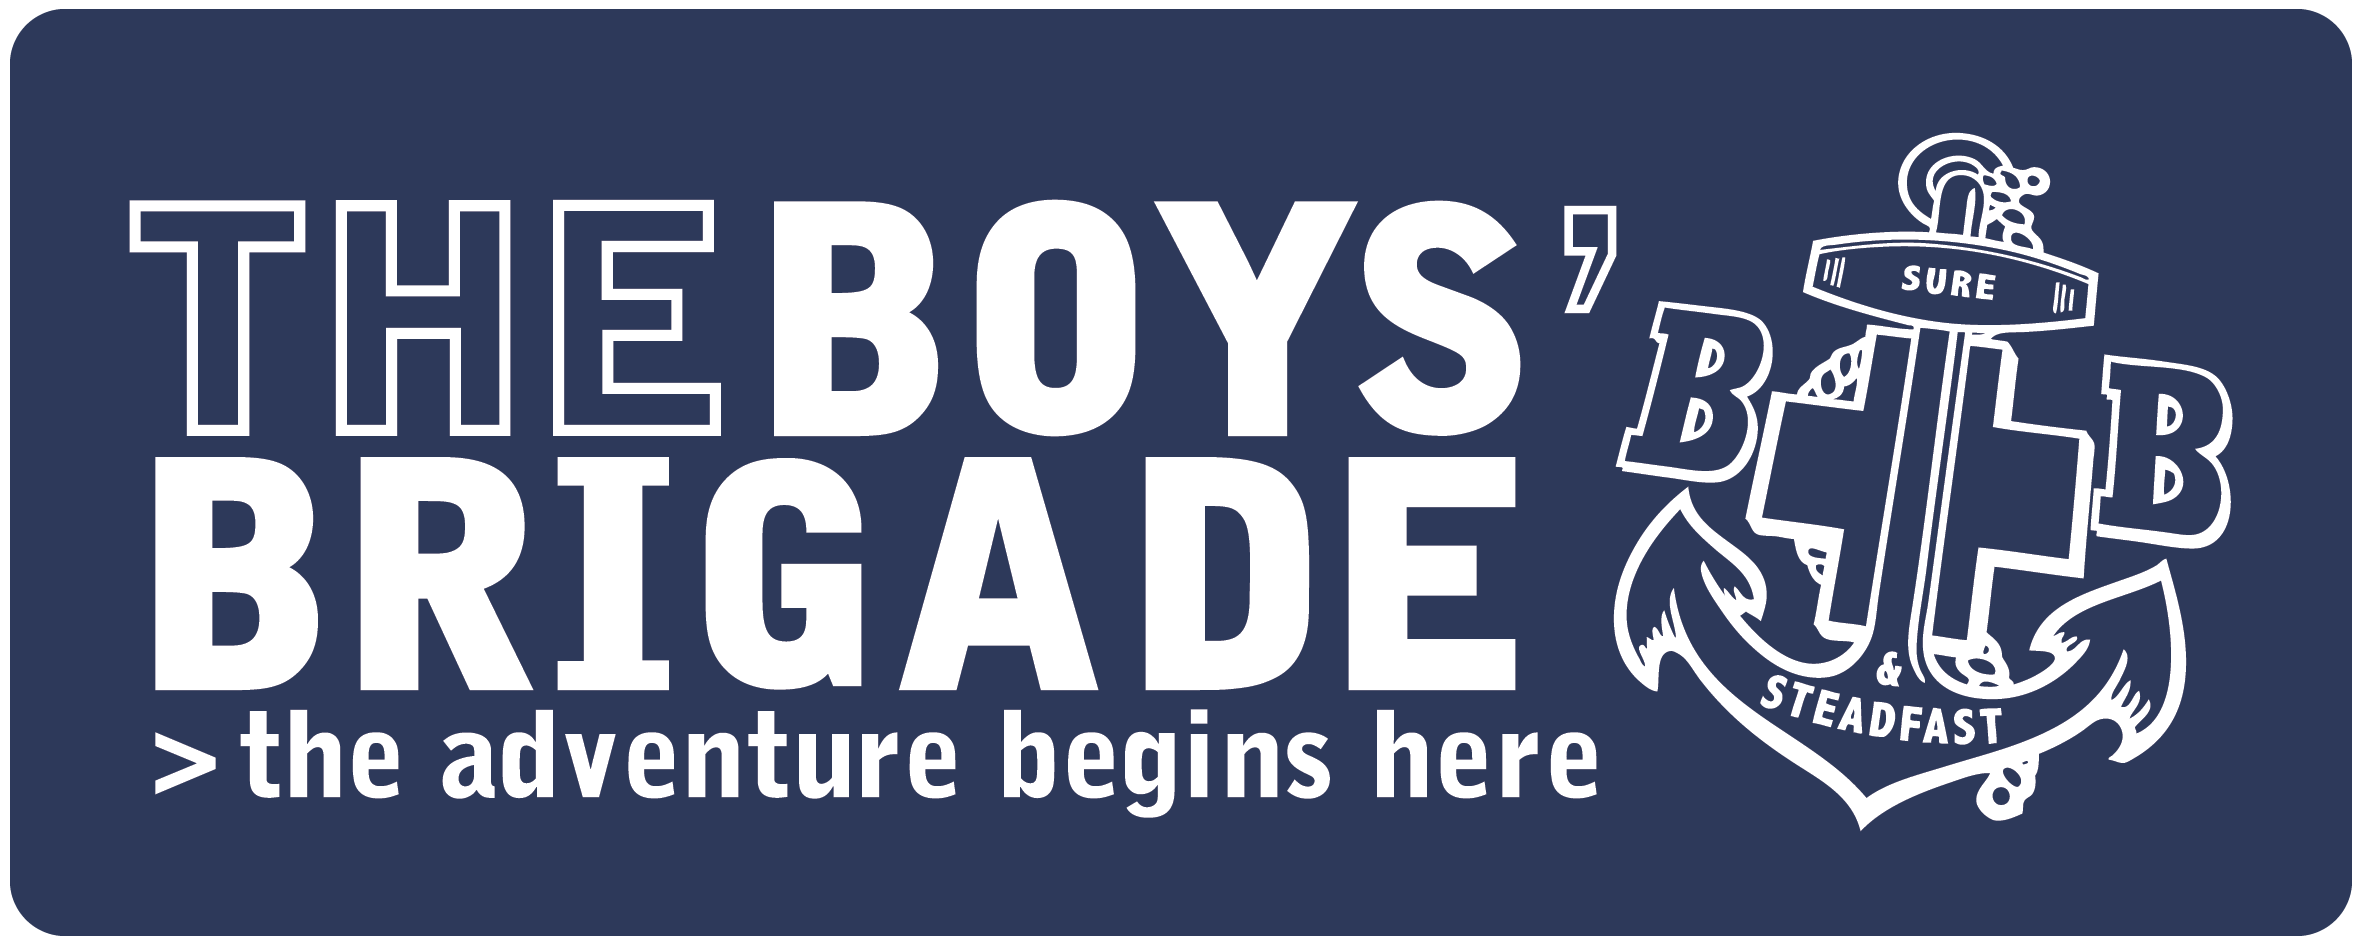 THE BOYS'
BRIGADE
> the adventure begins here
SURE
B B
&
STEADFAST